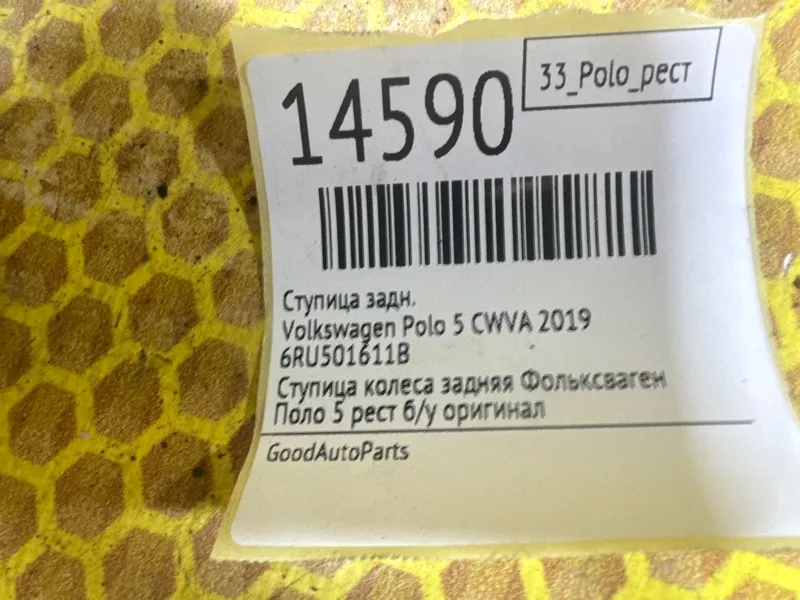 33_Polo_рест
14590
Ступица задн.
Volkswagen Polo 5 CWVA 2019
6RU501611B
Ступица колеса задняя Фольксваген
Поло 5 рест б/у оригинал
GoodAutoParts